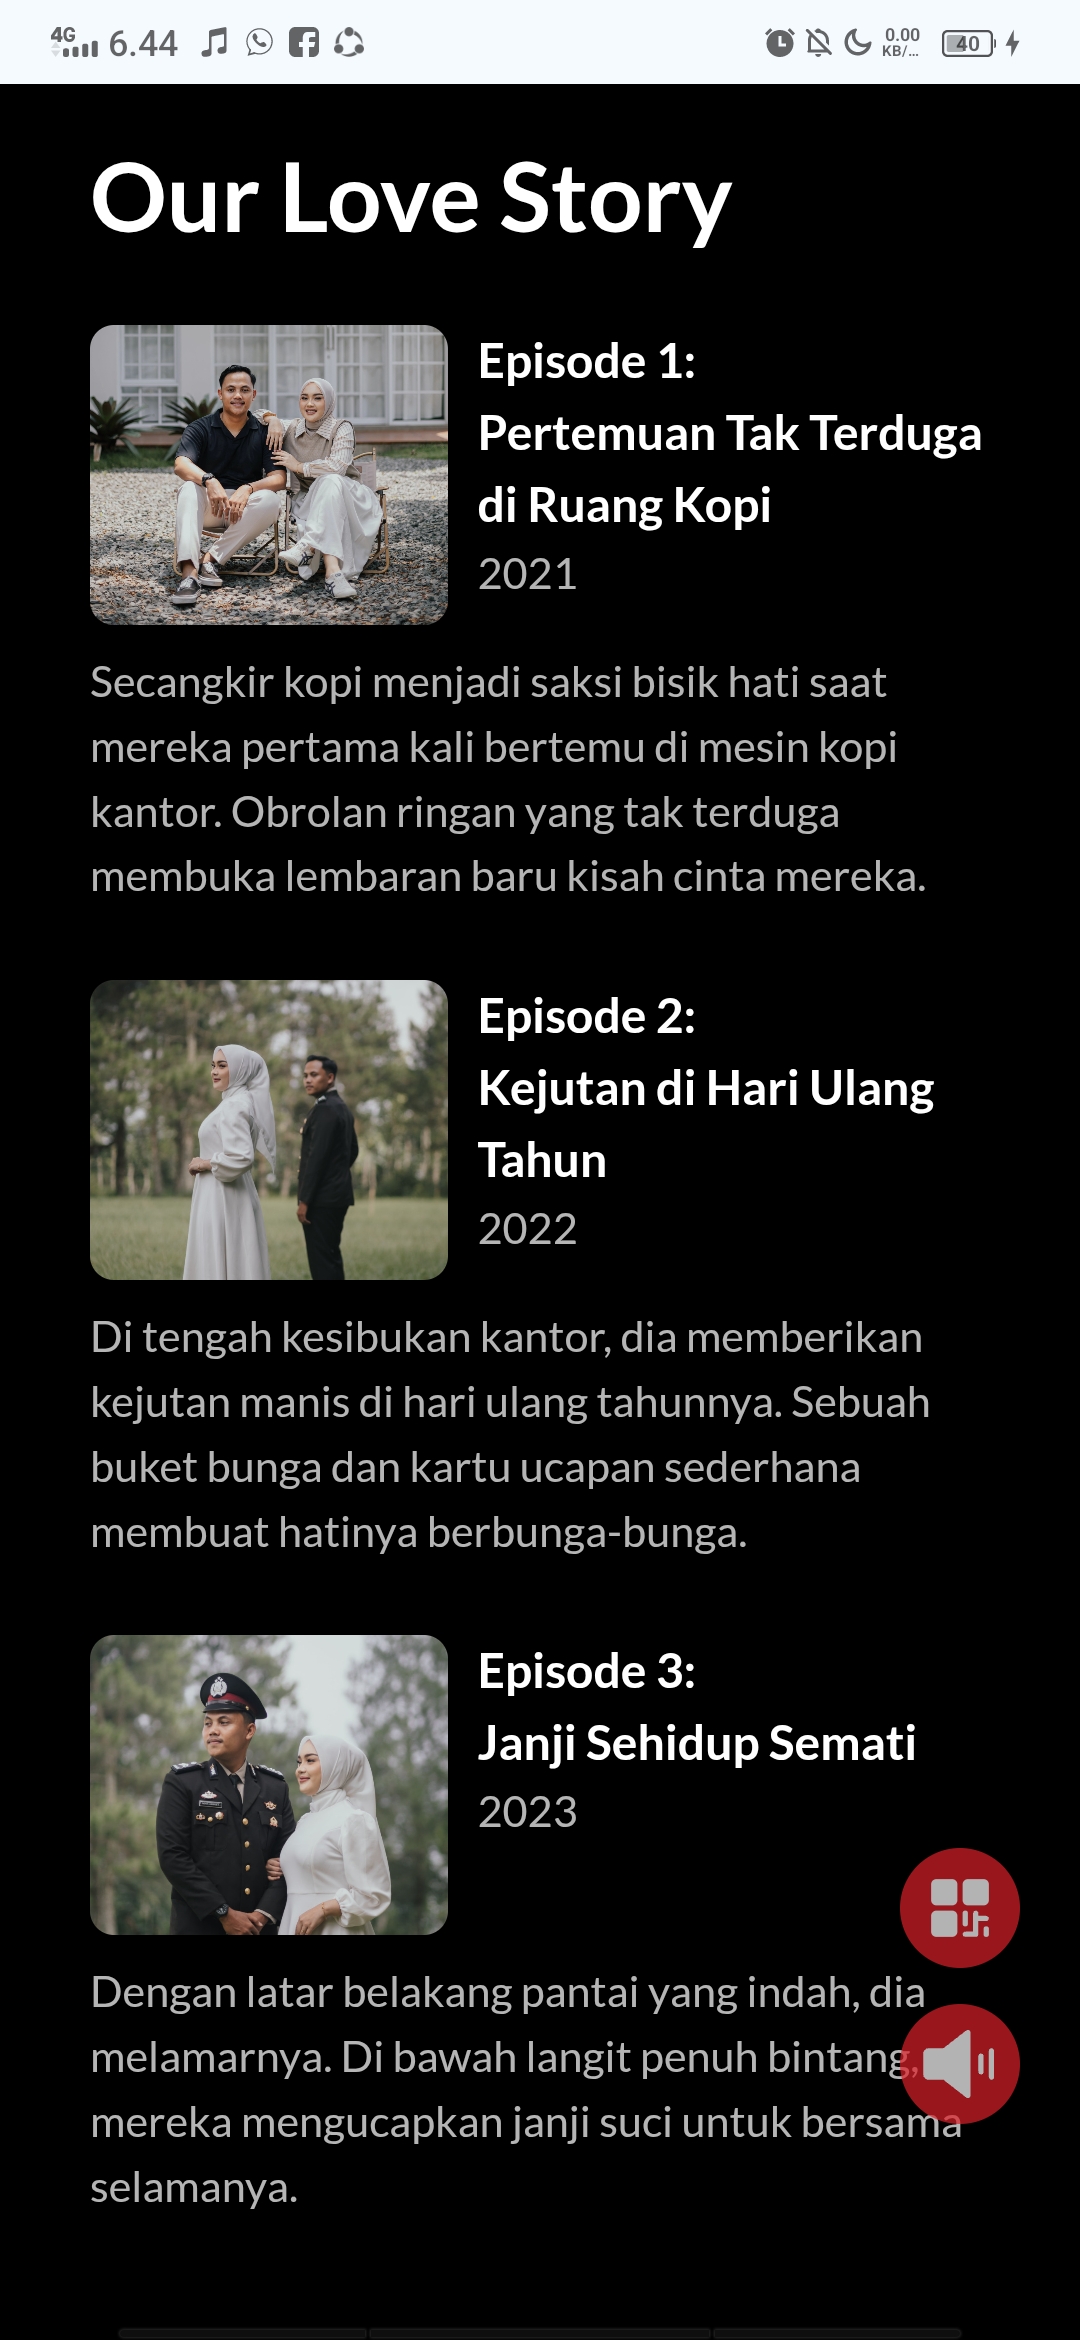 4G 6.44 0.00 KB/... 40
Our Love Story
Episode 1:
Pertemuan Tak Terduga
di Ruang Kopi
2021
Secangkir kopi menjadi saksi bisik hati saat
mereka pertama kali bertemu di mesin kopi
kantor. Obrolan ringan yang tak terduga
membuka lembaran baru kisah cinta mereka.
Episode 2:
Kejutan di Hari Ulang
Tahun
2022
Di tengah kesibukan kantor, dia memberikan
kejutan manis di hari ulang tahunnya. Sebuah
buket bunga dan kartu ucapan sederhana
membuat hatinya berbunga-bunga.
Episode 3:
Janji Sehidup Semati
2023
Dengan latar belakang pantai yang indah, dia
melamarnya. Di bawah langit penuh bintang,
mereka mengucapkan janji suci untuk bersama
selamanya.